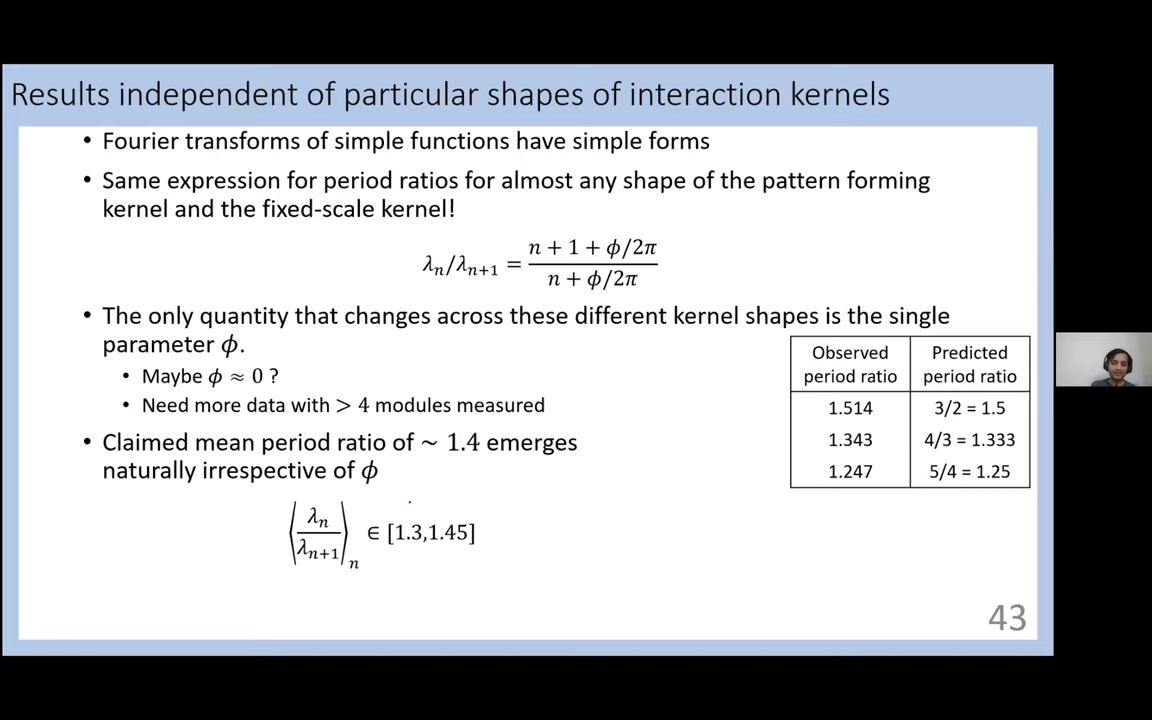 Results independent of particular shapes of interaction kernels
• Fourier transforms of simple functions have simple forms
• Same expression for period ratios for almost any shape of the pattern forming
kernel and the fixed-scale kernel!
λₙ/λₙ₊₁ = (n + 1 + ϕ/2π)/(n + ϕ/2π)
• The only quantity that changes across these different kernel shapes is the single
parameter ϕ.
• Maybe ϕ ≈ 0 ?
• Need more data with > 4 modules measured
• Claimed mean period ratio of ~ 1.4 emerges
naturally irrespective of ϕ
⟨λₙ/λₙ₊₁⟩ₙ ∈ [1.3,1.45]
Observed period ratio Predicted period ratio
1.514 3/2 = 1.5
1.343 4/3 = 1.333
1.247 5/4 = 1.25
43